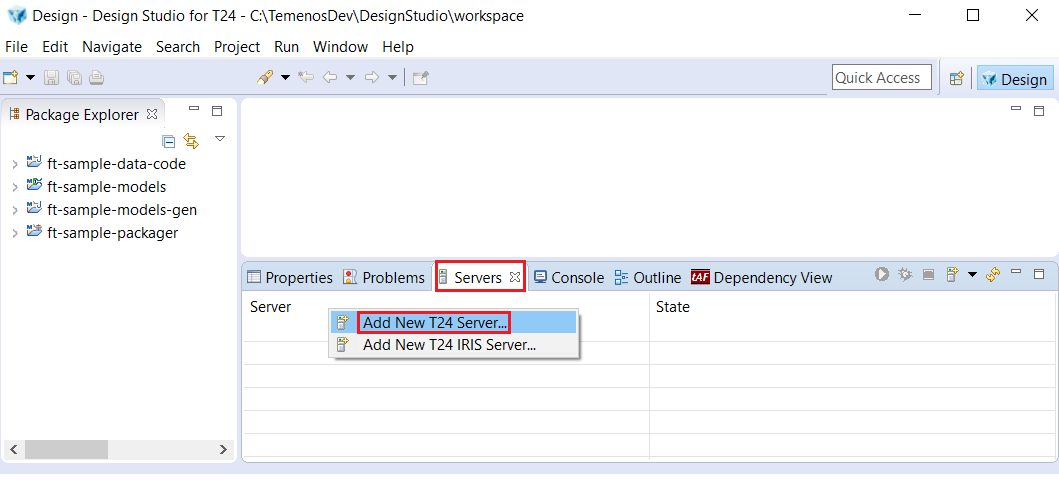 Design - Design Studio for T24 - C:\TemenosDev\DesignStudio\workspace
File Edit Navigate Search Project Run Window Help
Quick Access
Design
Package Explorer
ft-sample-data-code
ft-sample-models
ft-sample-models-gen
ft-sample-packager
Properties Problems Servers Console Outline tAF Dependency View
Server State
Add New T24 Server...
Add New T24 IRIS Server...